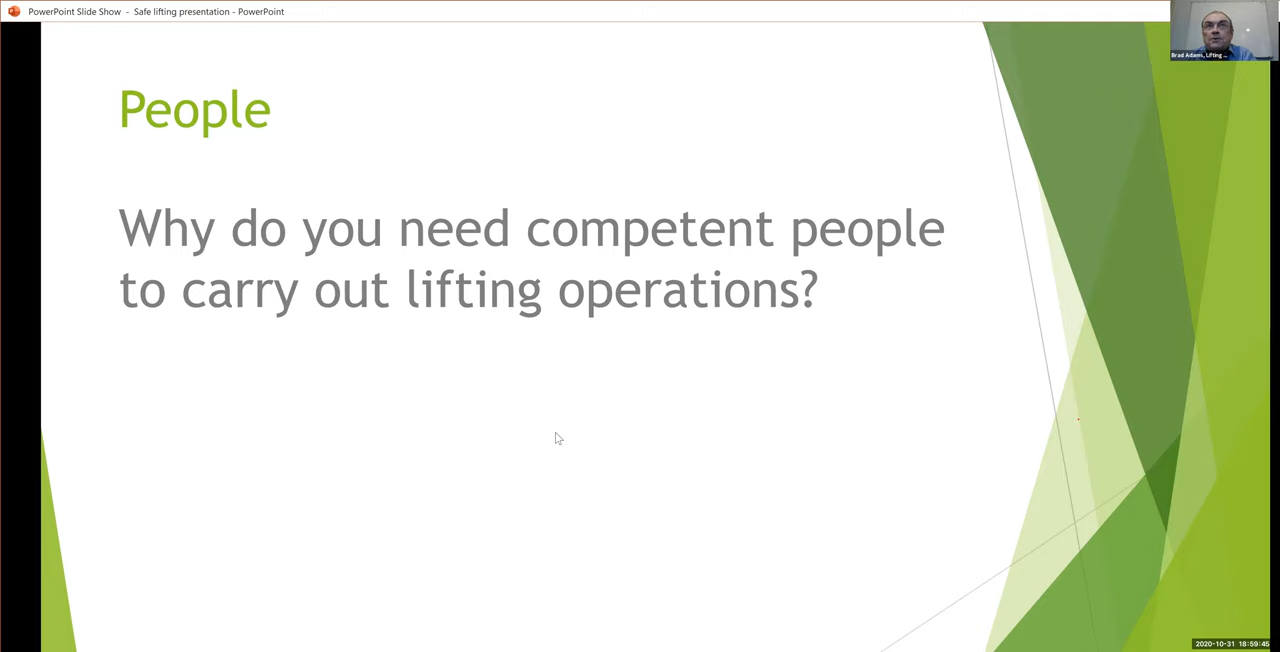 PowerPoint Slide Show - Safe lifting presentation - PowerPoint
Brad Adams, Lifting ...
People
Why do you need competent people
to carry out lifting operations?
2020-10-31 18:59:45